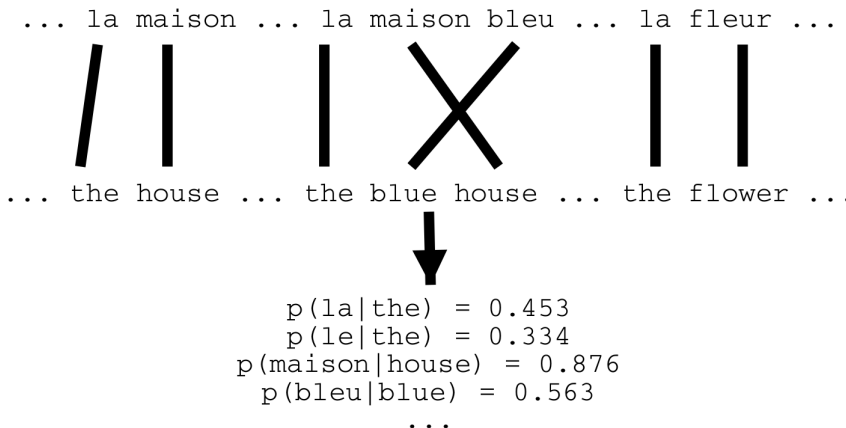 ... la maison ... la maison bleu ... la fleur ...
... the house ... the blue house ... the flower ...
p(la|the) = 0.453
p(le|the) = 0.334
p(maison|house) = 0.876
p(bleu|blue) = 0.563
...